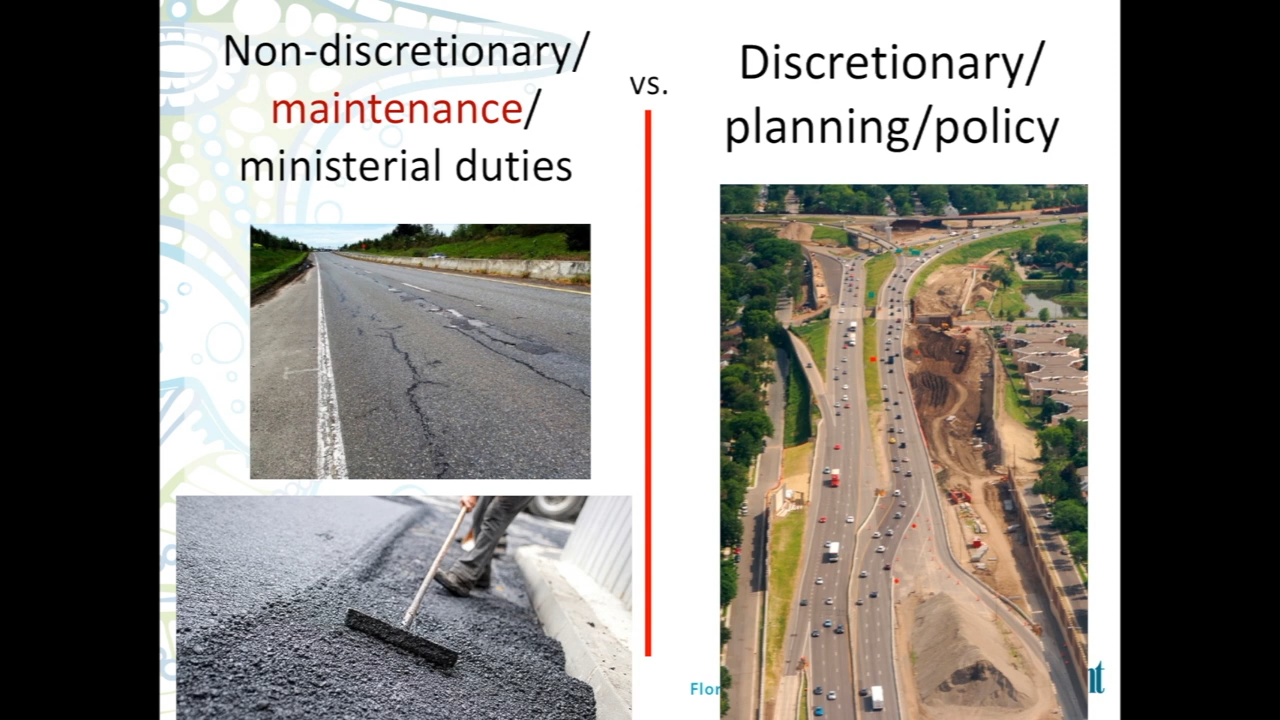 Non-discretionary/
maintenance/
ministerial duties
vs.
Discretionary/
planning/policy